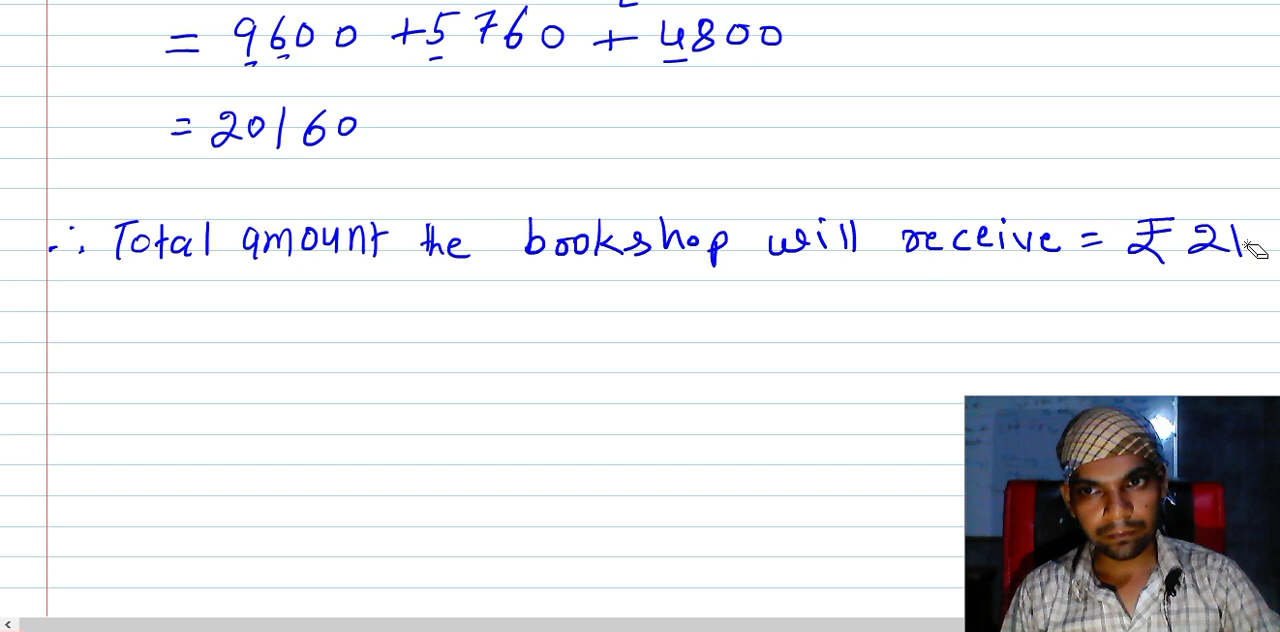 = 9600 + 5760 + 4800
= 20160
∴ Total amount the bookshop will receive = ₹ 21